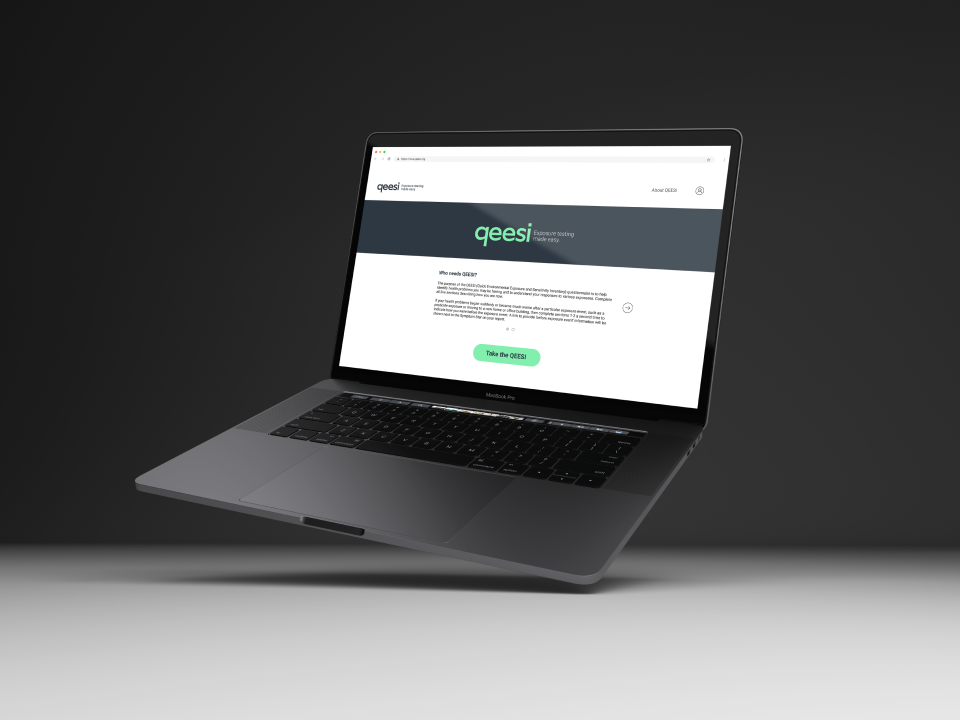 qeesi Exposure testing
made easy.
About QEESI
qeesi Exposure testing
made easy.
Who needs QEESI?
The purpose of the QEESI (Quick Environmental Exposure and Sensitivity Inventory) questionnaire is to help
identify health problems you may be having and to understand your responses to various exposures. Complete
all five sections describing how you are now.
If your health problems began suddenly or became much worse after a particular exposure event, such as a
pesticide exposure or moving to a new home or office building, then complete sections 1-3 a second time to
indicate how you were before the exposure event. A link to provide 'before exposure event' information will be
shown next to the Symptom Star on your report.
Take the QEESI
MacBook Pro